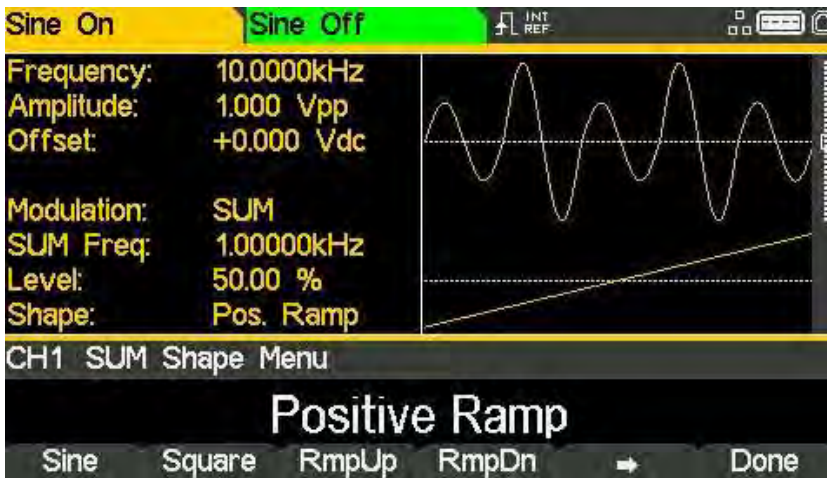 Sine On Sine Off INT
REF
Frequency: 10.0000kHz
Amplitude: 1.000 Vpp
Offset: +0.000 Vdc
Modulation: SUM
SUM Freq: 1.00000kHz
Level: 50.00 %
Shape: Pos. Ramp
CH1 SUM Shape Menu
Positive Ramp
Sine Square RmpUp RmpDn ➡ Done